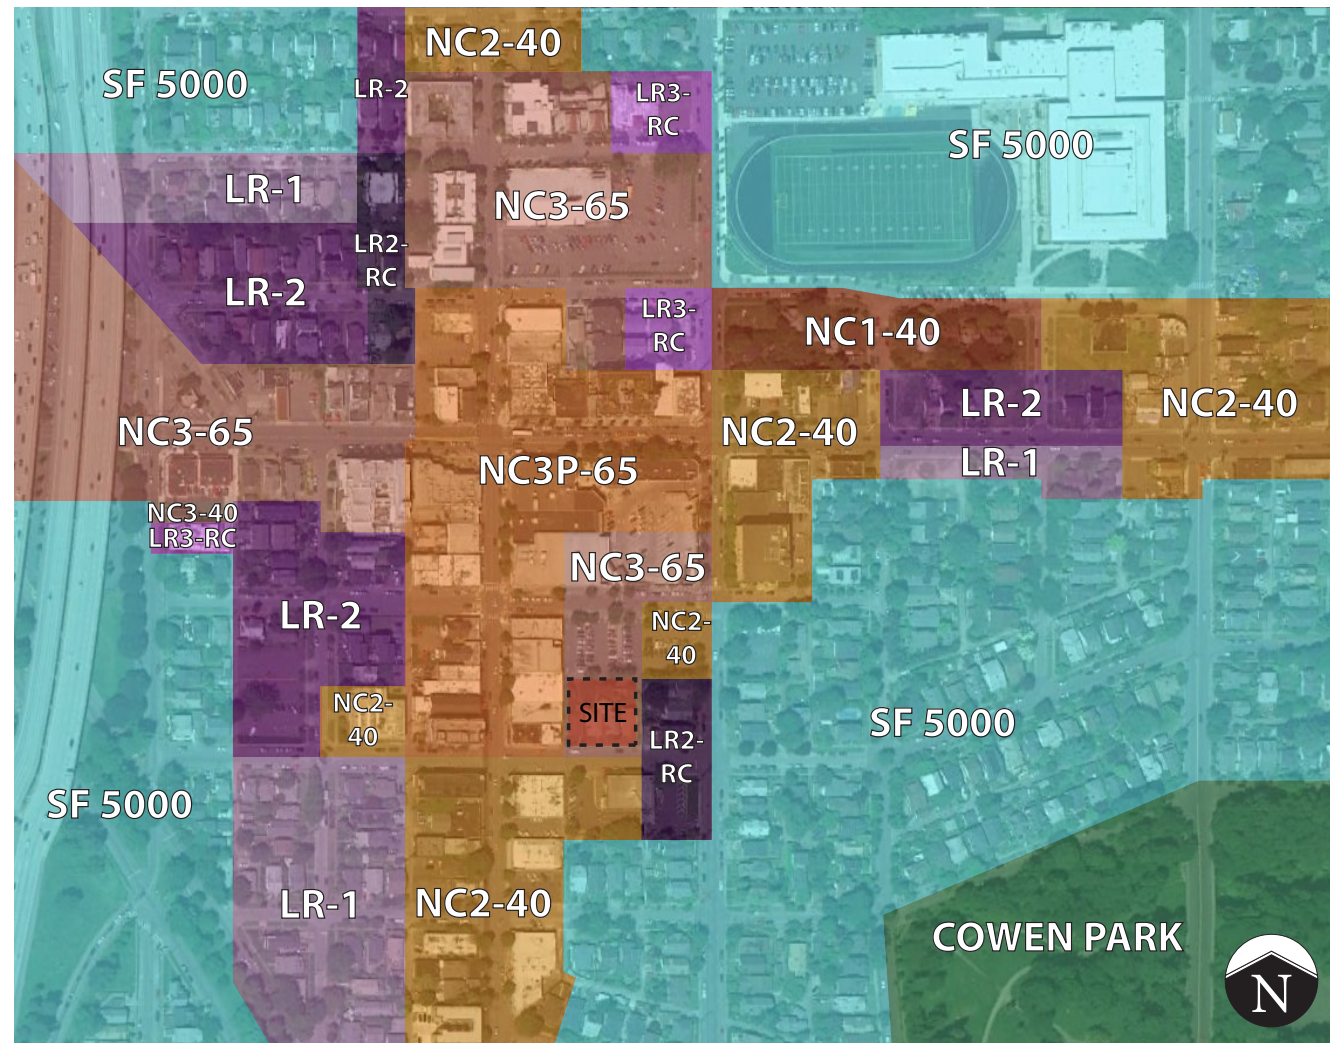 NC2-40
SF 5000
LR-2
LR3-
RC
SF 5000
LR-1
NC3-65
LR2-
RC
LR-2
LR3-
RC
NC1-40
NC3-65
NC2-40
LR-2
NC2-40
LR-1
NC3P-65
NC3-40
LR3-RC
NC3-65
LR-2
NC2-
40
NC2-
40
SITE
LR2-
RC
SF 5000
SF 5000
LR-1
NC2-40
COWEN PARK
N